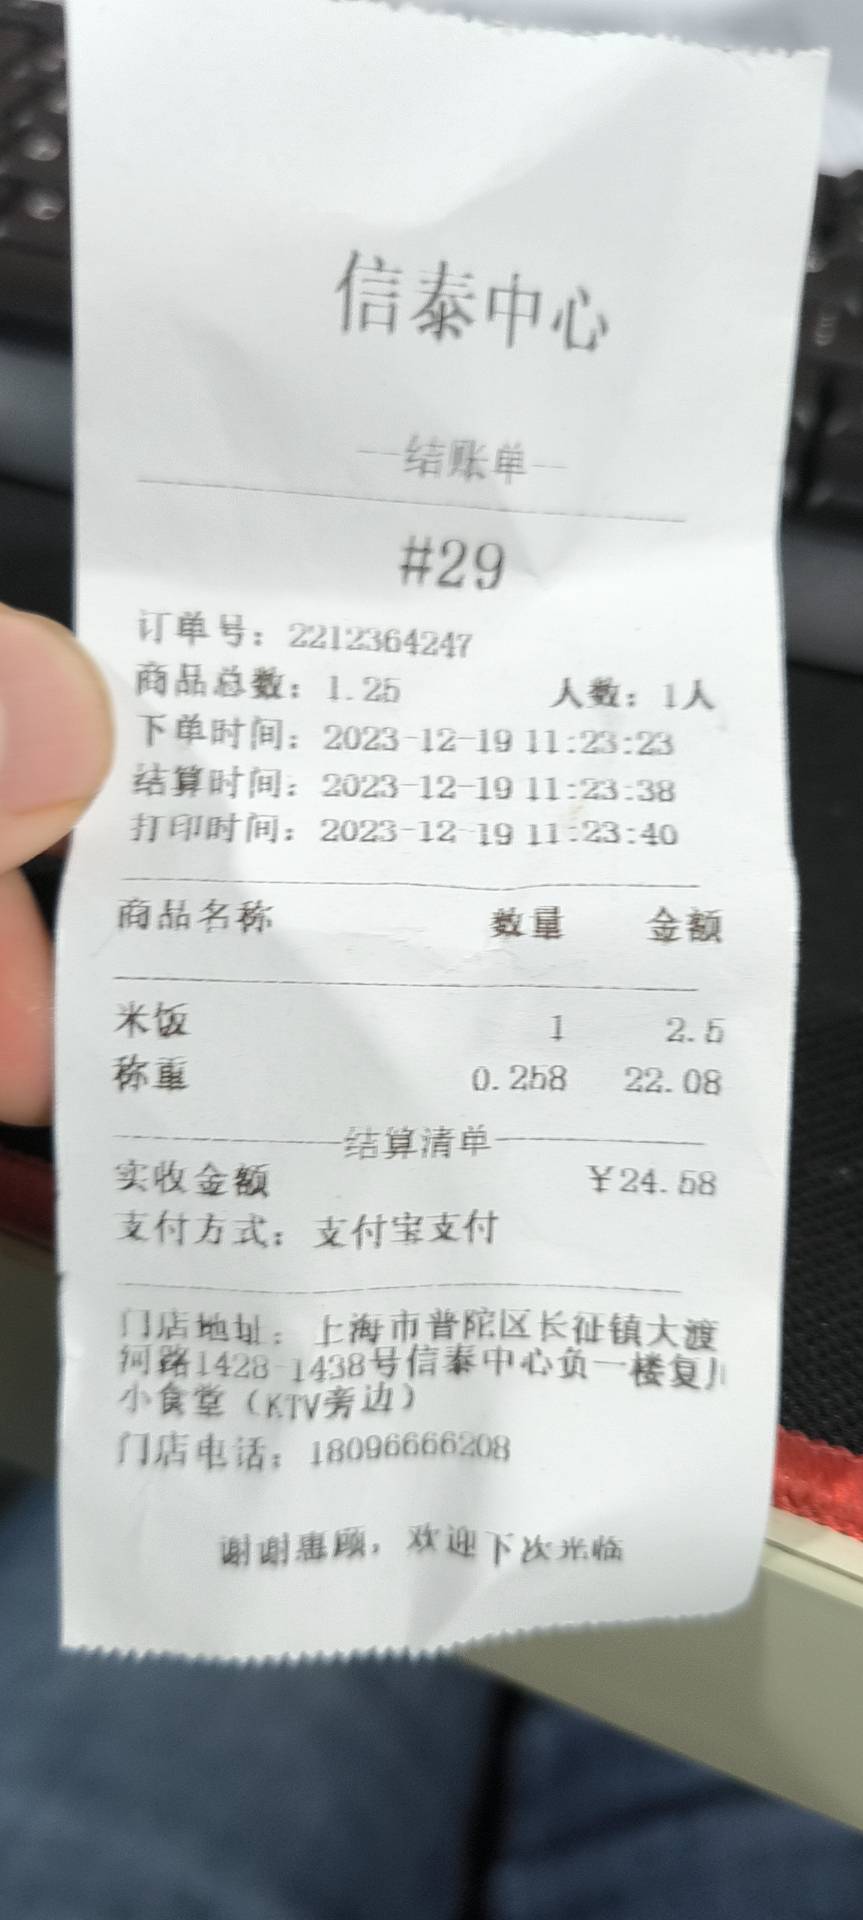 信泰中心
—结账单—
#29
订单号：2212364247
商品总数：1.25 人数：1人
下单时间：2023-12-19 11:23:23
结算时间：2023-12-19 11:23:38
打印时间：2023-12-19 11:23:40
商品名称 数量 金额
米饭 1 2.5
称重 0.258 22.08
结算清单
实收金额 ¥24.58
支付方式：支付宝支付
门店地址：上海市普陀区长征镇大渡
河路1428-1438号信泰中心负一楼复
小食堂（KTV旁边）
门店电话：18096666208
谢谢惠顾，欢迎下次光临